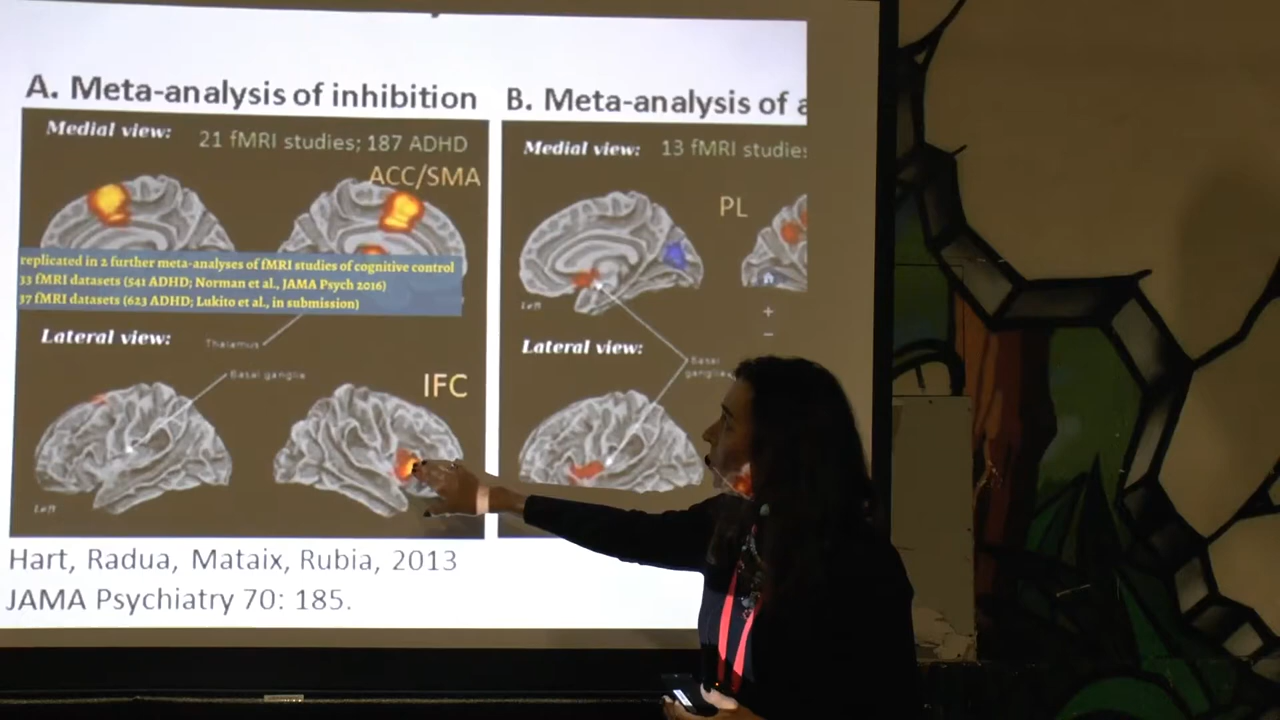 A. Meta-analysis of inhibition
Medial view:
21 fMRI studies; 187 ADHD
ACC/SMA
replicated in 2 further meta-analyses of fMRI studies of cognitive control
33 fMRI datasets (541 ADHD; Norman et al., JAMA Psych 2016)
37 fMRI datasets (623 ADHD; Lukito et al., in submission)
Lateral view:
Thalamus
Basal ganglia
IFC
Left
Hart, Radua, Mataix, Rubia, 2013
JAMA Psychiatry 70: 185.
B. Meta-analysis of a
Medial view:
13 fMRI studies
PL
Left
Lateral view:
Basal
ganglia